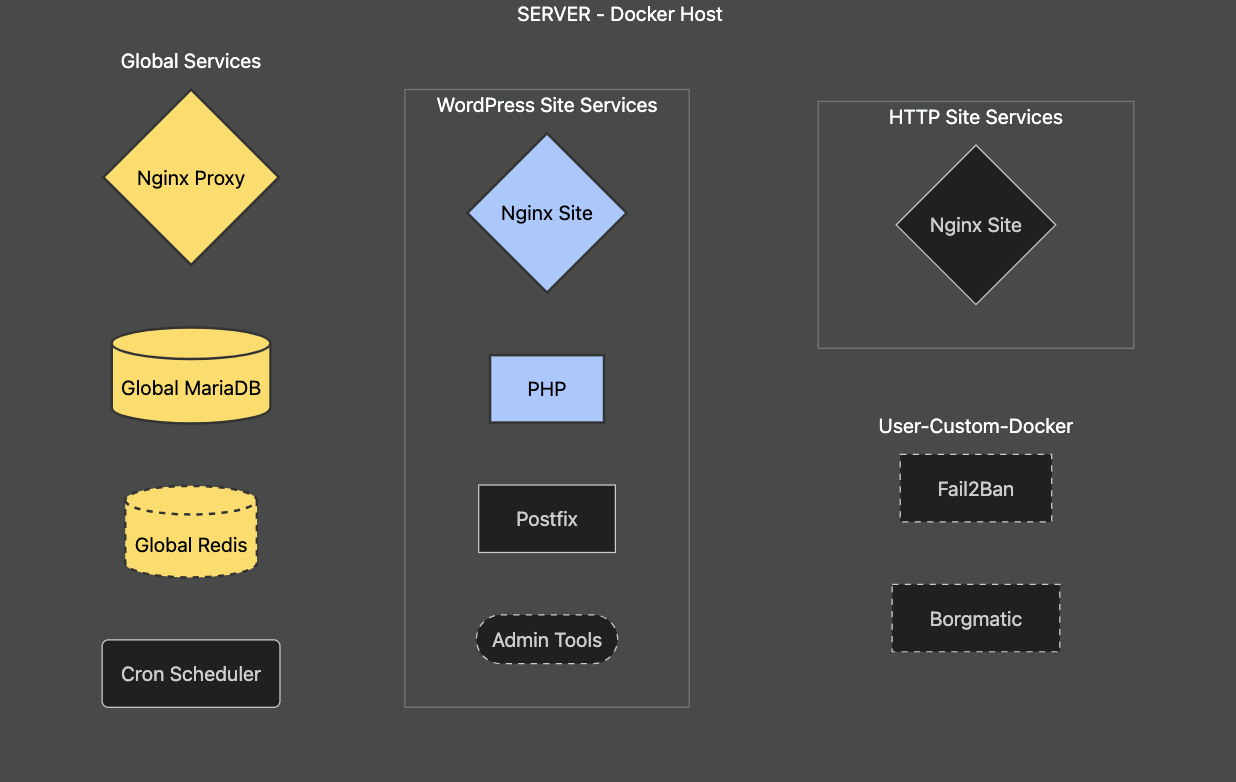 SERVER - Docker Host
Global Services
Nginx Proxy
Global MariaDB
Global Redis
Cron Scheduler
WordPress Site Services
Nginx Site
PHP
Postfix
Admin Tools
HTTP Site Services
Nginx Site
User-Custom-Docker
Fail2Ban
Borgmatic